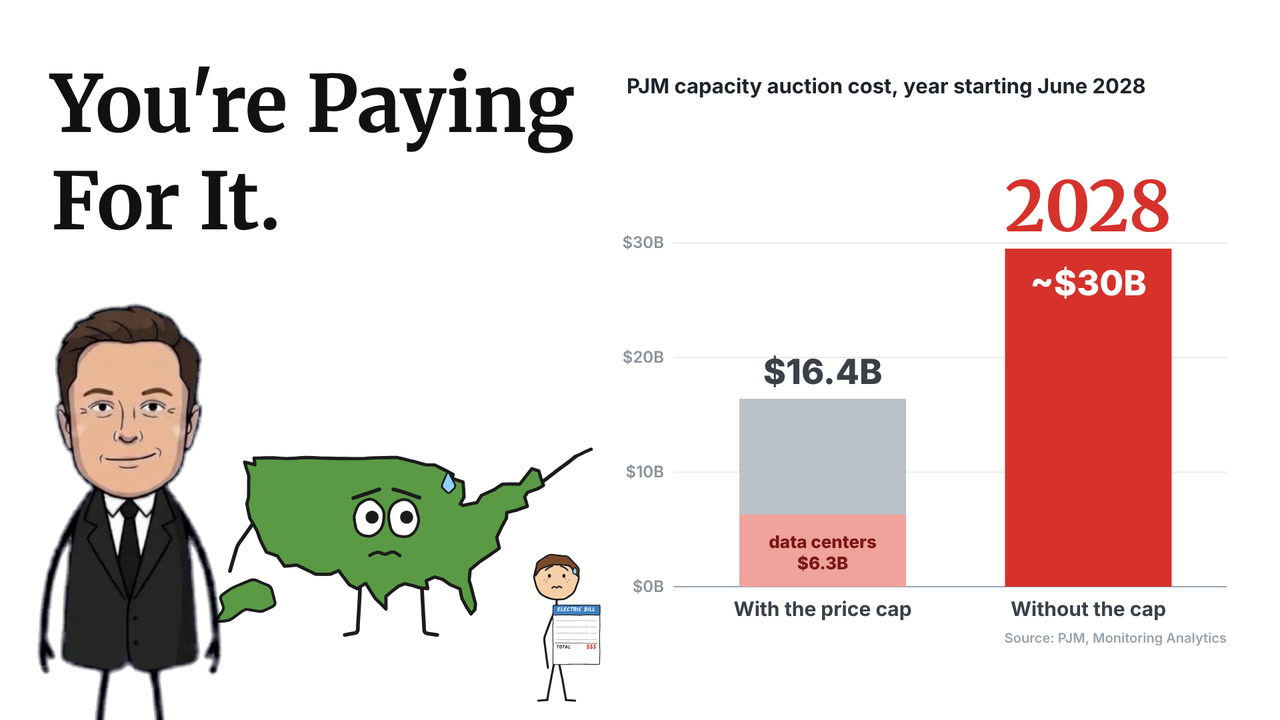 You're Paying
For It.
PJM capacity auction cost, year starting June 2028
2028
$30B
~$30B
$20B
$16.4B
$10B
data centers
$6.3B
$0B
With the price cap
Without the cap
Source: PJM, Monitoring Analytics
ELECTRIC BILL
TOTAL $$$